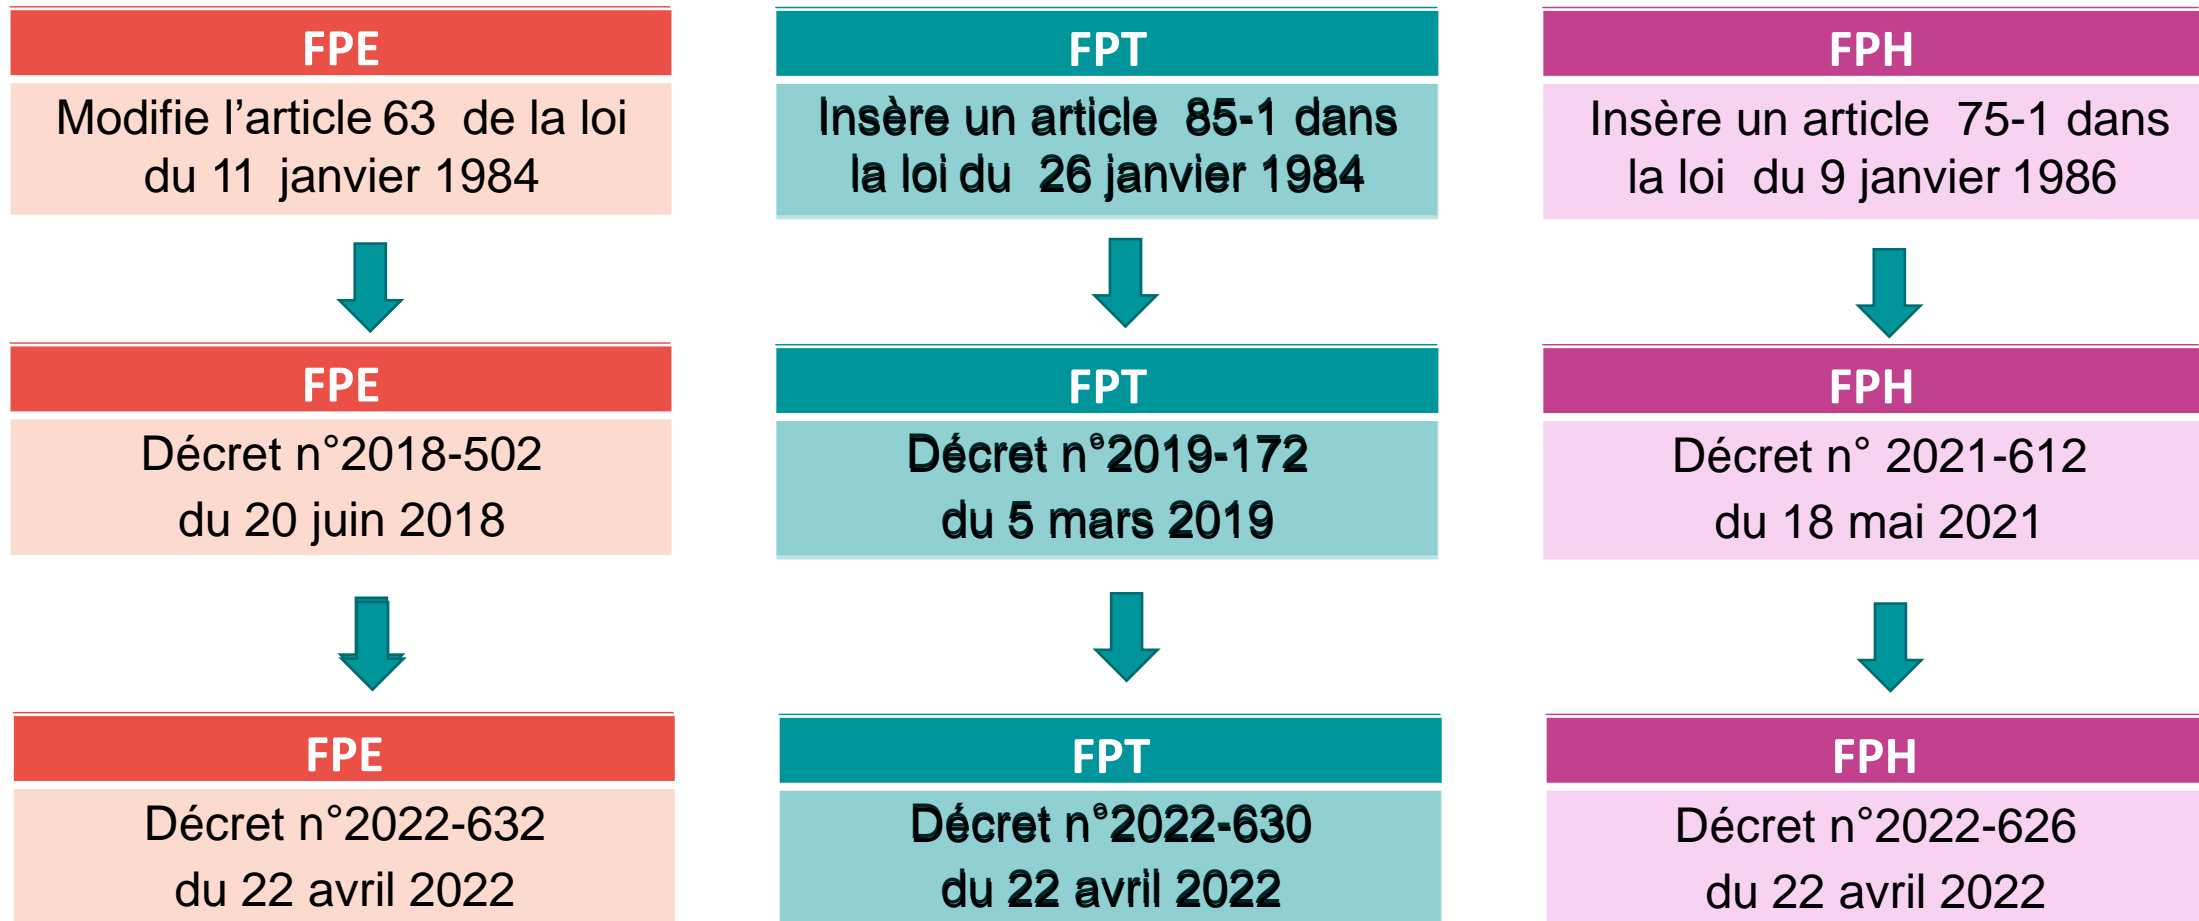 FPE
Modifie l’article 63 de la loi
du 11 janvier 1984
FPT
Insère un article 85-1 dans
la loi du 26 janvier 1984
FPH
Insère un article 75-1 dans
la loi du 9 janvier 1986
FPE
Décret n°2018-502
du 20 juin 2018
FPT
Décret n°2019-172
du 5 mars 2019
FPH
Décret n° 2021-612
du 18 mai 2021
FPE
Décret n°2022-632
du 22 avril 2022
FPT
Décret n°2022-630
du 22 avril 2022
FPH
Décret n°2022-626
du 22 avril 2022